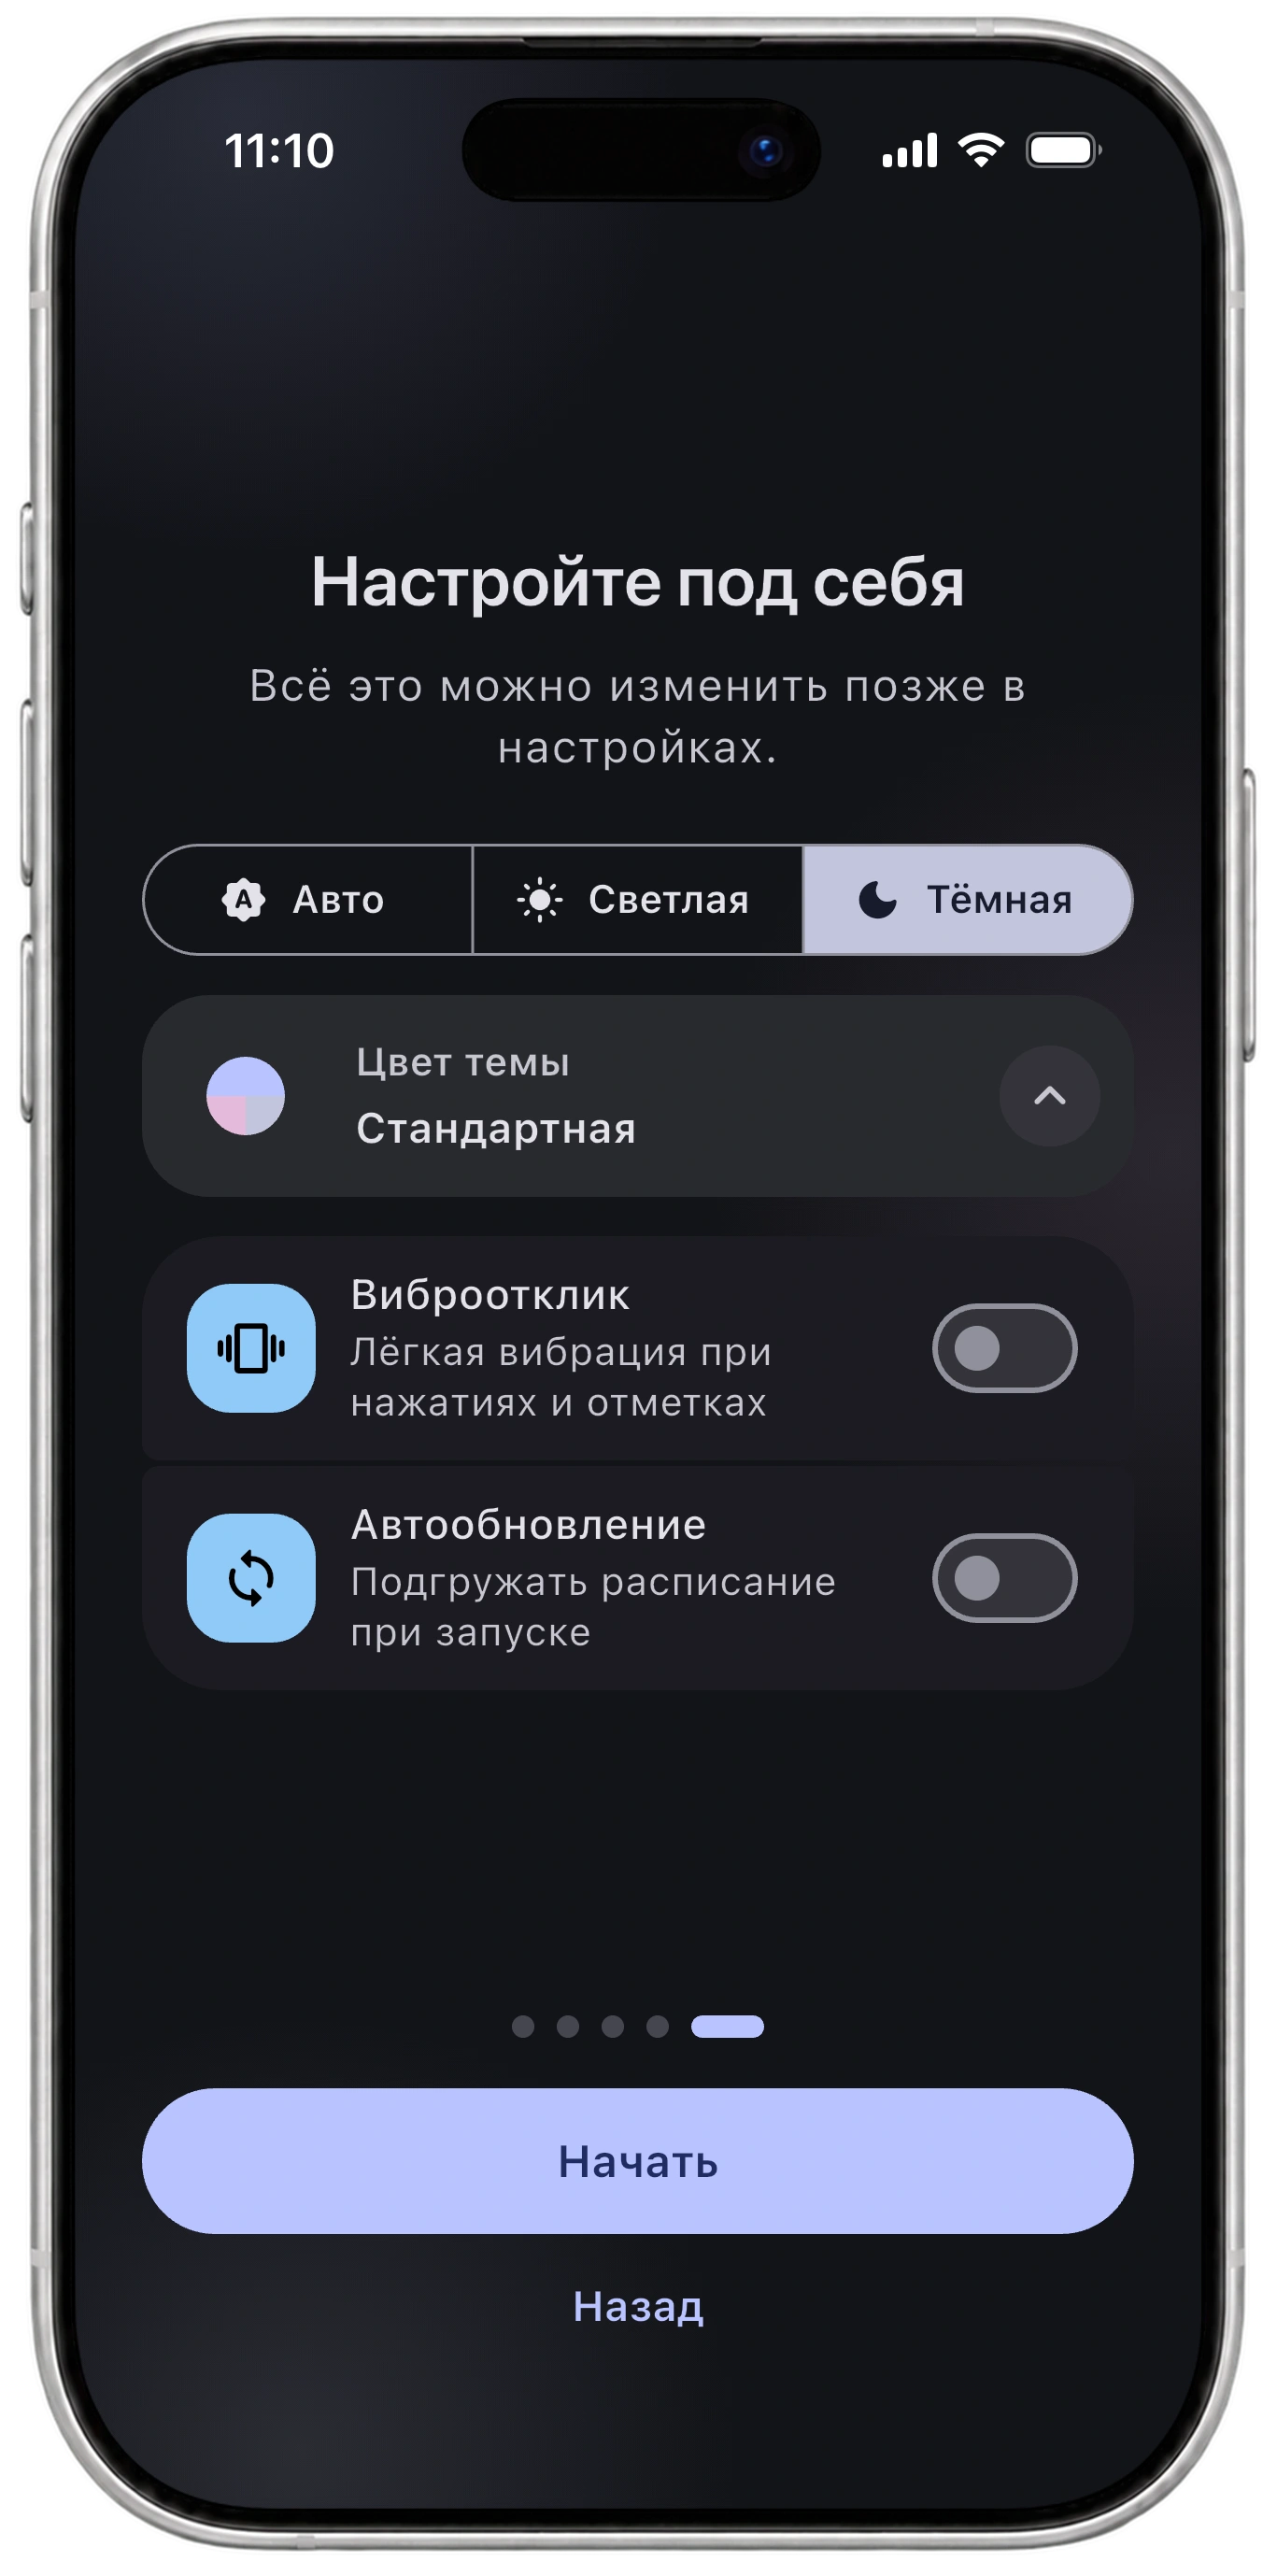 11:10
Настройте под себя
Всё это можно изменить позже в
настройках.
A Авто
Светлая
Тёмная
Цвет темы
Стандартная
Виброотклик
Лёгкая вибрация при
нажатиях и отметках
Автообновление
Подгружать расписание
при запуске
Начать
Назад